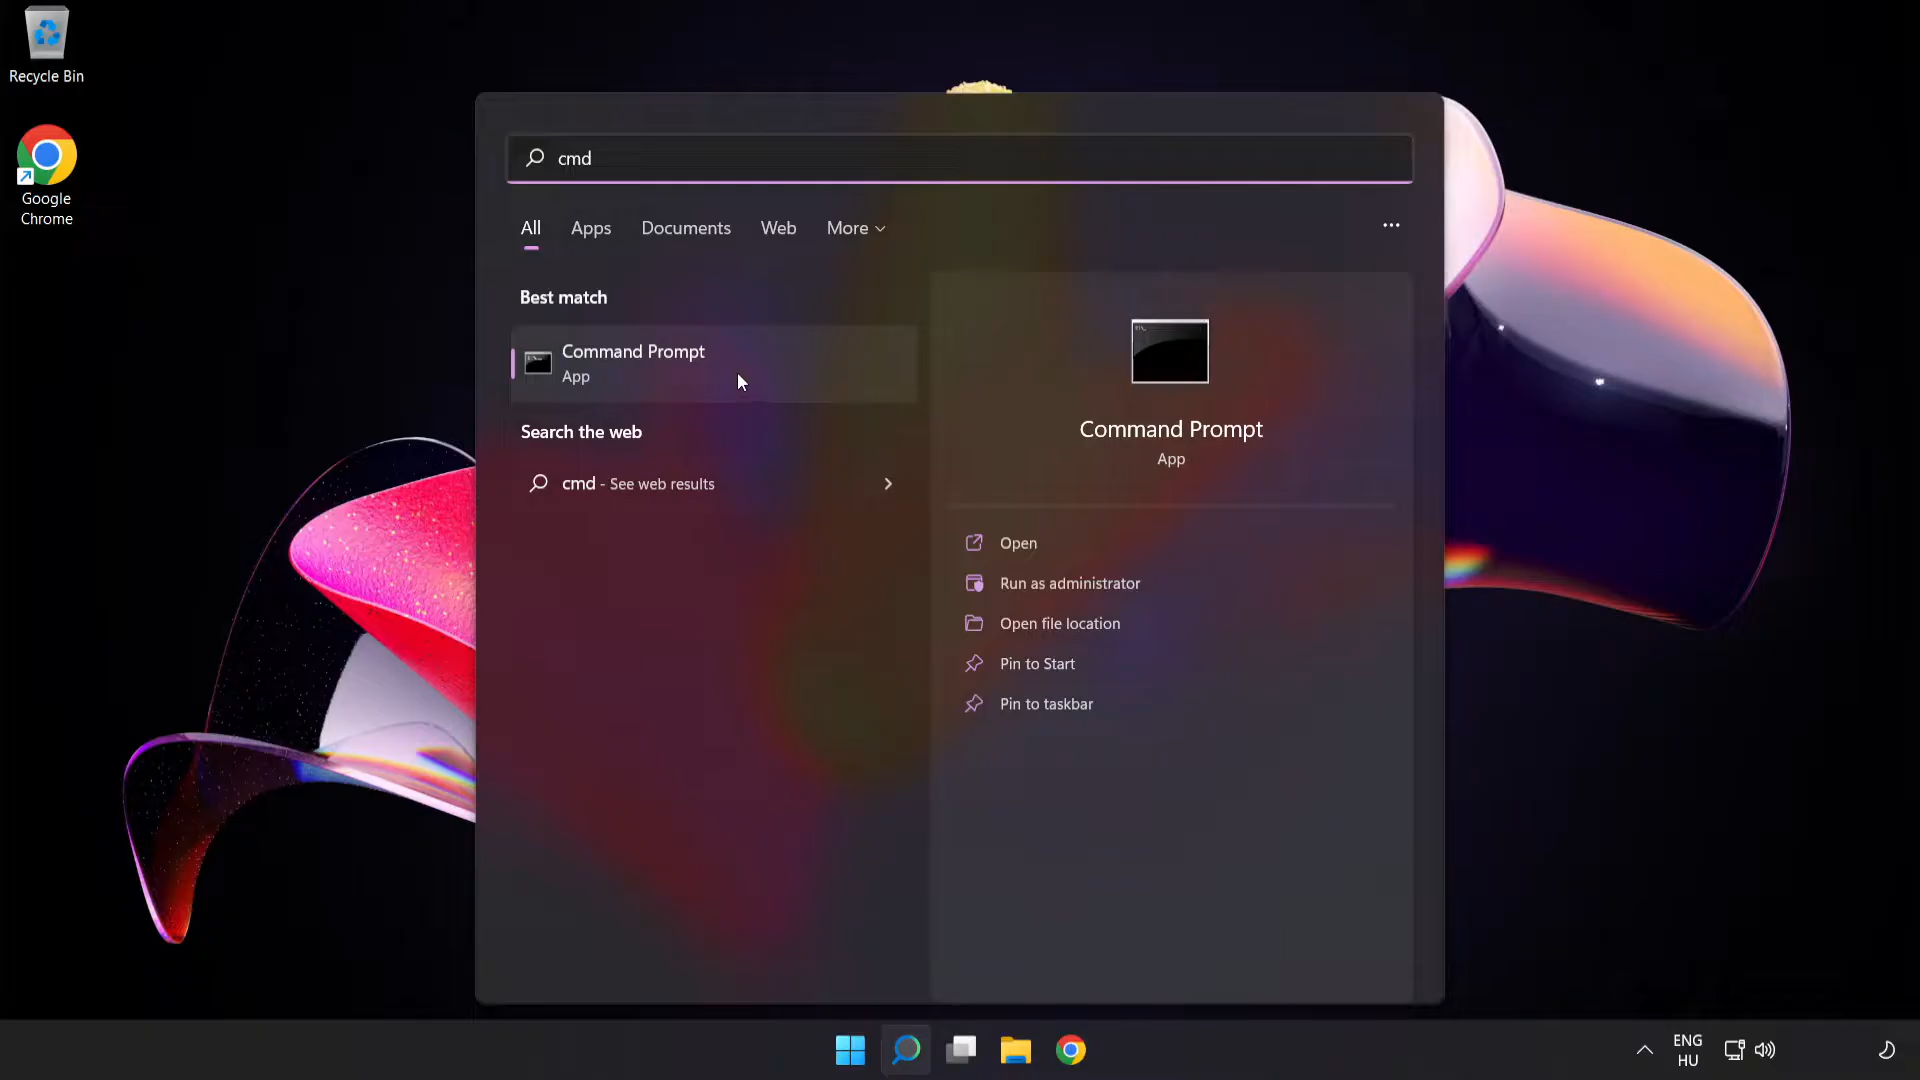 Recycle Bin
Google
Chrome
cmd
All Apps Documents Web More
Best match
Command Prompt
App
Search the web
cmd - See web results
Command Prompt
App
Open
Run as administrator
Open file location
Pin to Start
Pin to taskbar
ENG
HU